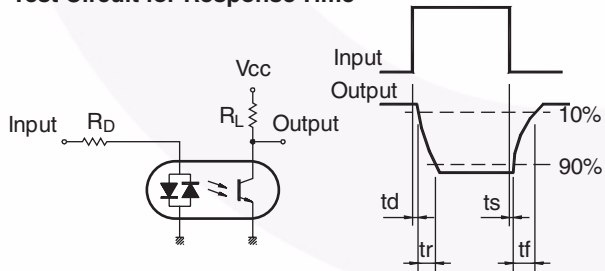 Test Circuit for Response Time
Input
Output
Vcc
RL
Input
RD
Output
10%
90%
td
ts
tr
tf